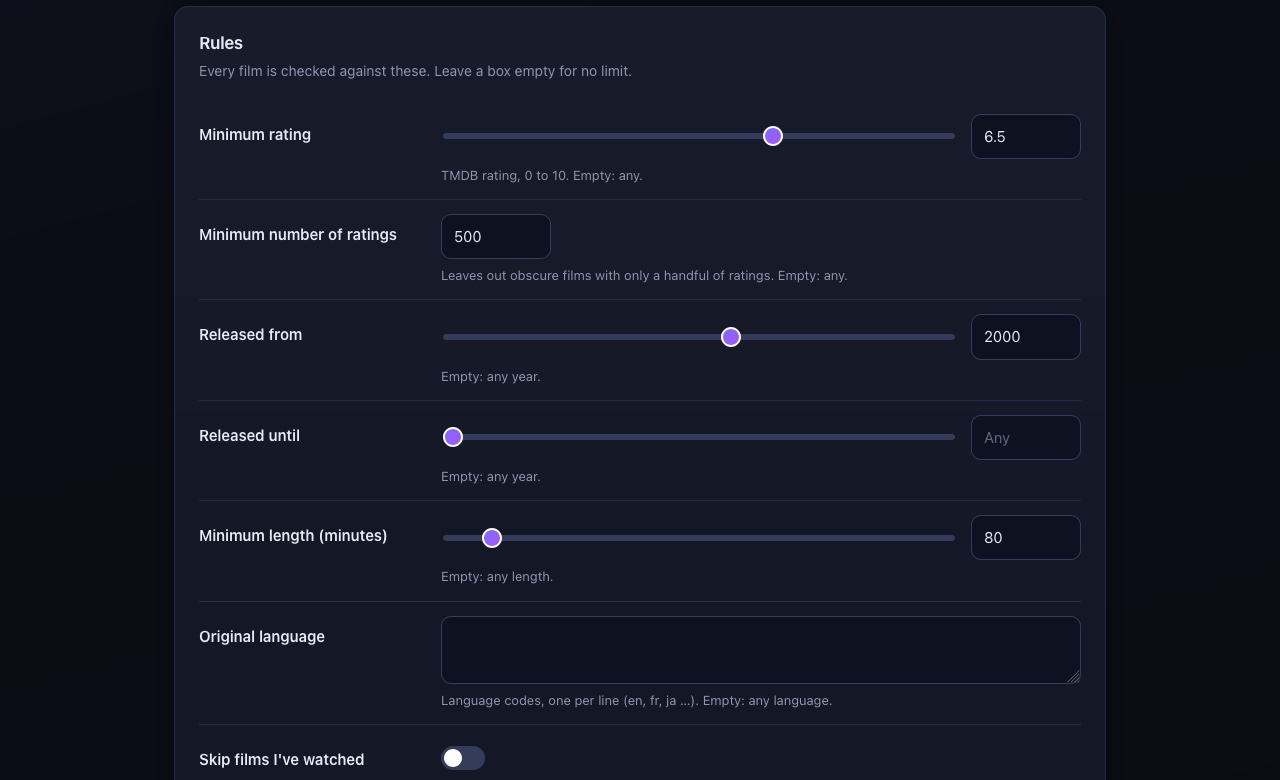 Rules
Every film is checked against these. Leave a box empty for no limit.
Minimum rating
6.5
TMDB rating, 0 to 10. Empty: any.
Minimum number of ratings
500
Leaves out obscure films with only a handful of ratings. Empty: any.
Released from
2000
Empty: any year.
Released until
Any
Empty: any year.
Minimum length (minutes)
80
Empty: any length.
Original language
Language codes, one per line (en, fr, ja ...). Empty: any language.
Skip films I've watched